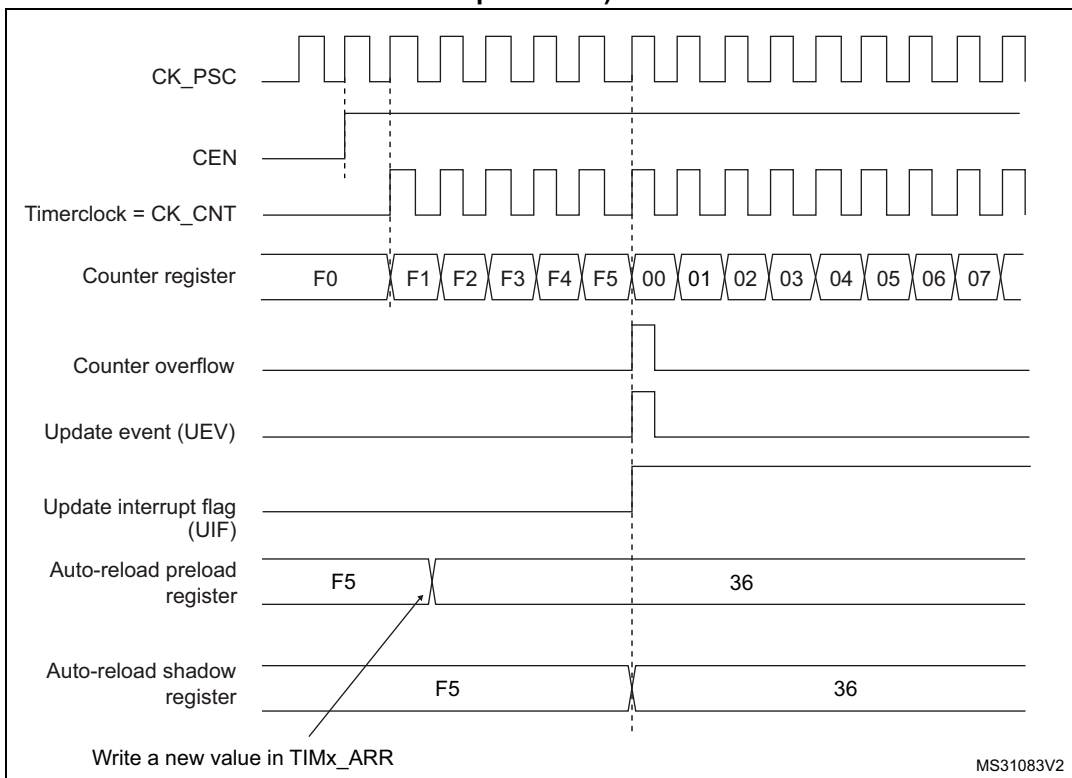 CK_PSC
CEN
Timerclock = CK_CNT
Counter register
F0 F1 F2 F3 F4 F5 00 01 02 03 04 05 06 07
Counter overflow
Update event (UEV)
Update interrupt flag
(UIF)
Auto-reload preload
register
F5 36
Auto-reload shadow
register
F5 36
Write a new value in TIMx_ARR
MS31083V2